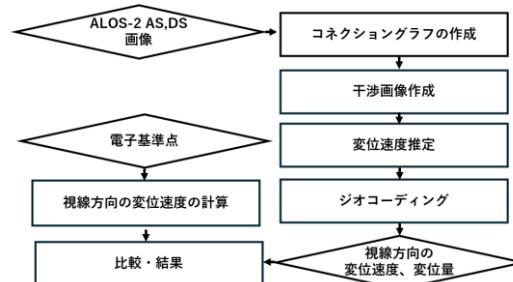 ALOS-2 AS,DS
画像
コネクショングラフの作成
干渉画像作成
電子基準点
変位速度推定
視線方向の変位速度の計算
ジオコーディング
比較・結果
視線方向の
変位速度、変位量